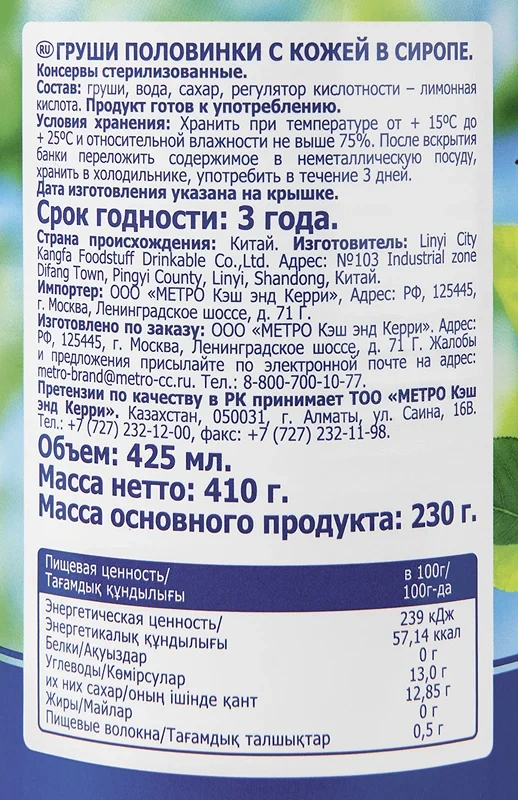 RU ГРУШИ ПОЛОВИНКИ С КОЖЕЙ В СИРОПЕ.
Консервы стерилизованные.
Состав: груши, вода, сахар, регулятор кислотности – лимонная
кислота. Продукт готов к употреблению.
Условия хранения: Хранить при температуре от + 15ºС до
+ 25ºС и относительной влажности не выше 75%. После вскрытия
банки переложить содержимое в неметаллическую посуду,
хранить в холодильнике, употребить в течение 3 дней.
Дата изготовления указана на крышке.
Срок годности: 3 года.
Страна происхождения: Китай. Изготовитель: Linyi City
Kangfa Foodstuff Drinkable Co.,Ltd. Адрес: №103 Industrial zone
Difang Town, Pingyi County, Linyi, Shandong, Китай.
Импортер: ООО «МЕТРО Кэш энд Керри», Адрес: РФ, 125445,
г. Москва, Ленинградское шоссе, д. 71 Г.
Изготовлено по заказу: ООО «МЕТРО Кэш энд Керри». Адрес:
РФ, 125445, г. Москва, Ленинградское шоссе, д. 71 Г. Жалобы
и предложения присылайте по электронной почте на адрес:
metro-brand@metro-cc.ru. Тел.: 8-800-700-10-77.
Претензии по качеству в РК принимает ТОО «МЕТРО Кэш
энд Керри». Казахстан, 050031, г. Алматы, ул. Саина, 16В.
Тел.: +7 (727) 232-12-00, факс: +7 (727) 232-11-98.
Объем: 425 мл.
Масса нетто: 410 г.
Масса основного продукта: 230 г.
Пищевая ценность/ в 100г/
Тағамдық құндылығы 100г-да
Энергетическая ценность/ 239 кДж
Энергетикалық құндылығы 57,14 ккал
Белки/Ақуыздар 0 г
Углеводы/Көмірсулар 13,0 г
их них сахар/оның ішінде қант 12,85 г
Жиры/Майлар 0 г
Пищевые волокна/Тағамдық талшықтар 0,5 г